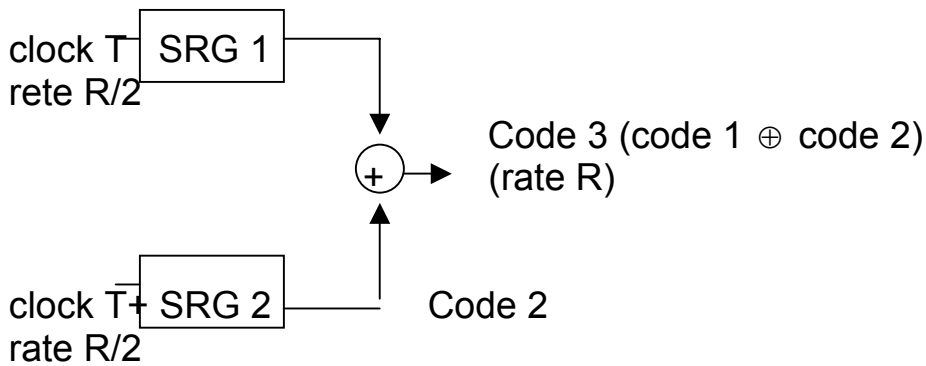 clock T SRG 1
rete R/2
Code 3 (code 1 ⊕ code 2)
(rate R)
+
clock T+ SRG 2 Code 2
rate R/2